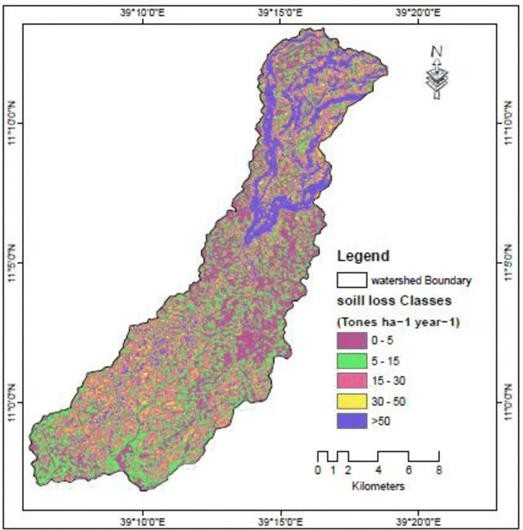 39°10'0"E 39°15'0"E 39°20'0"E
N
11°10'0"N 11°10'0"N
11°5'0"N 11°5'0"N
11°0'0"N 11°0'0"N
Legend
watershed Boundary
soill loss Classes
(Tones ha−1 year−1)
0 - 5
5 - 15
15 - 30
30 - 50
>50
0 1 2 4 6 8
Kilometers
39°10'0"E 39°15'0"E 39°20'0"E